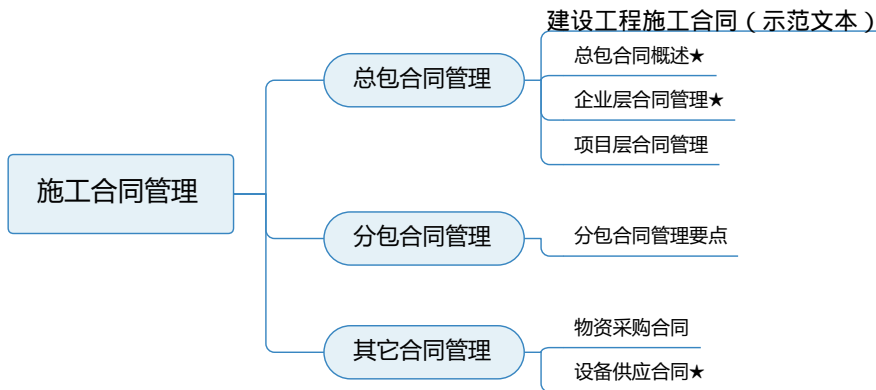 建设工程施工合同（示范文本）
总包合同概述★
总包合同管理
企业层合同管理★
项目层合同管理
施工合同管理
分包合同管理
分包合同管理要点
物资采购合同
其它合同管理
设备供应合同★